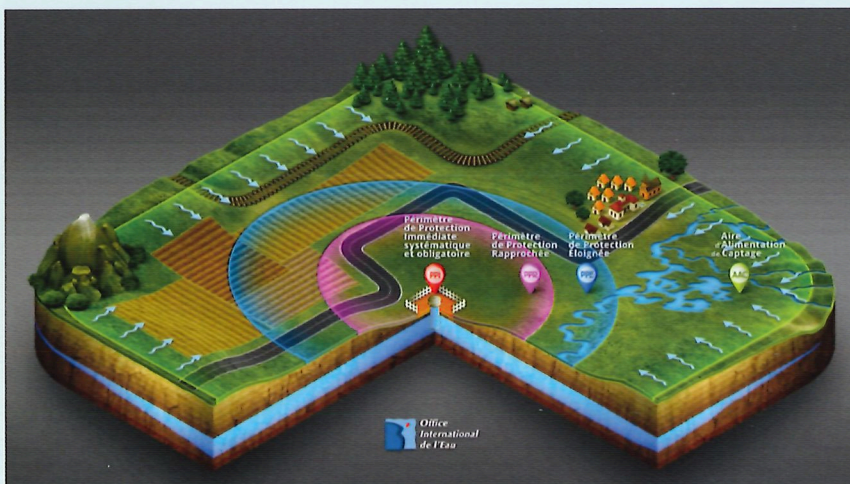 Périmètre
de Protection
Immédiate
systématique
et obligatoire
PPI
Périmètre
de Protection
Rapprochée
PPR
Périmètre
de Protection
Éloignée
PPE
Aire
d'Alimentation
de Captage
AAC
Office
International
de l'Eau